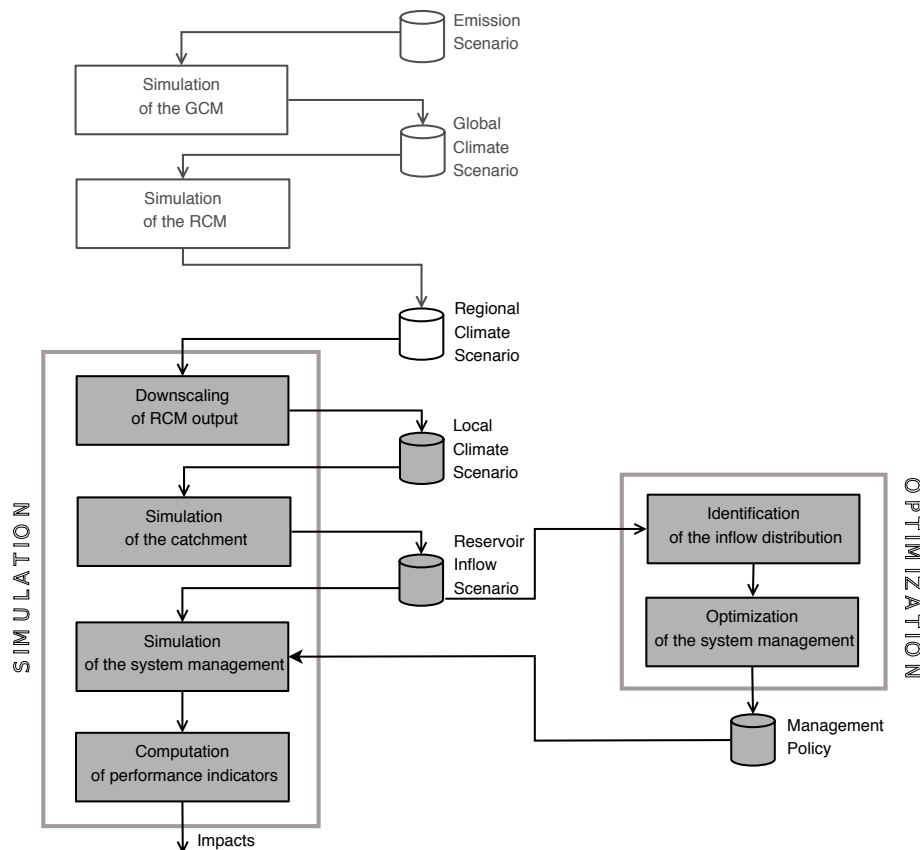 Emission
Scenario
Simulation
of the GCM
Global
Climate
Scenario
Simulation
of the RCM
Regional
Climate
Scenario
Downscaling
of RCM output
Local
Climate
Scenario
Simulation
of the catchment
Reservoir
Inflow
Scenario
Simulation
of the system management
Computation
of performance indicators
Impacts
SIMULATION
Identification
of the inflow distribution
Optimization
of the system management
Management
Policy
OPTIMIZATION